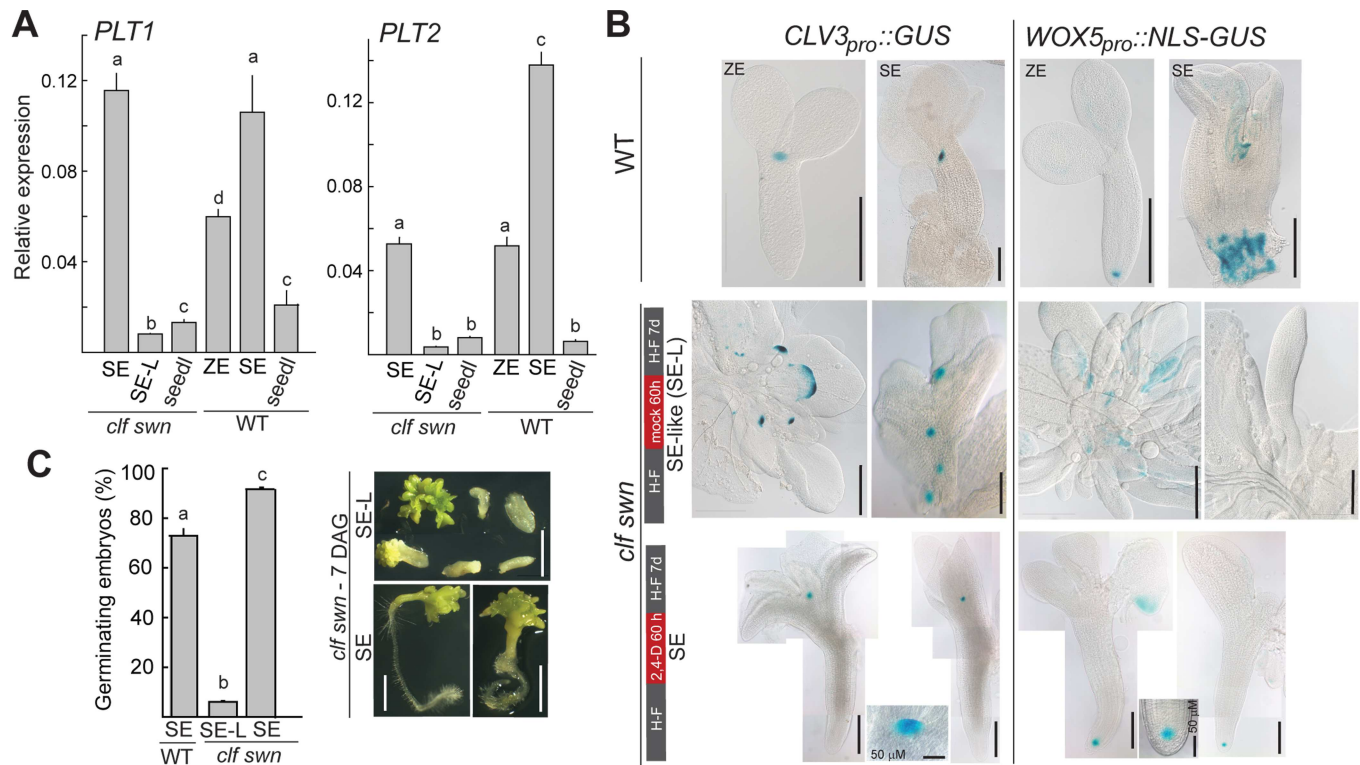 A
PLT1
PLT2
Relative expression
0.12
0.08
0.04
a
b
c
d
a
c
SE
SE-L
seedl
ZE
SE
seedl
clf swn
WT
0.12
0.08
0.04
a
b
b
a
c
b
SE
SE-L
seedl
ZE
SE
seedl
clf swn
WT
B
CLV3pro::GUS
WOX5pro::NLS-GUS
WT
ZE
SE
ZE
SE
clf swn
H-F
mock 60h
H-F 7d
SE-like (SE-L)
H-F
2,4-D 60 h
H-F 7d
SE
50 µM
50 µM
C
Germinating embryos (%)
100
80
60
40
20
a
b
c
SE
SE-L
SE
WT
clf swn
clf swn - 7 DAG
SE-L
SE